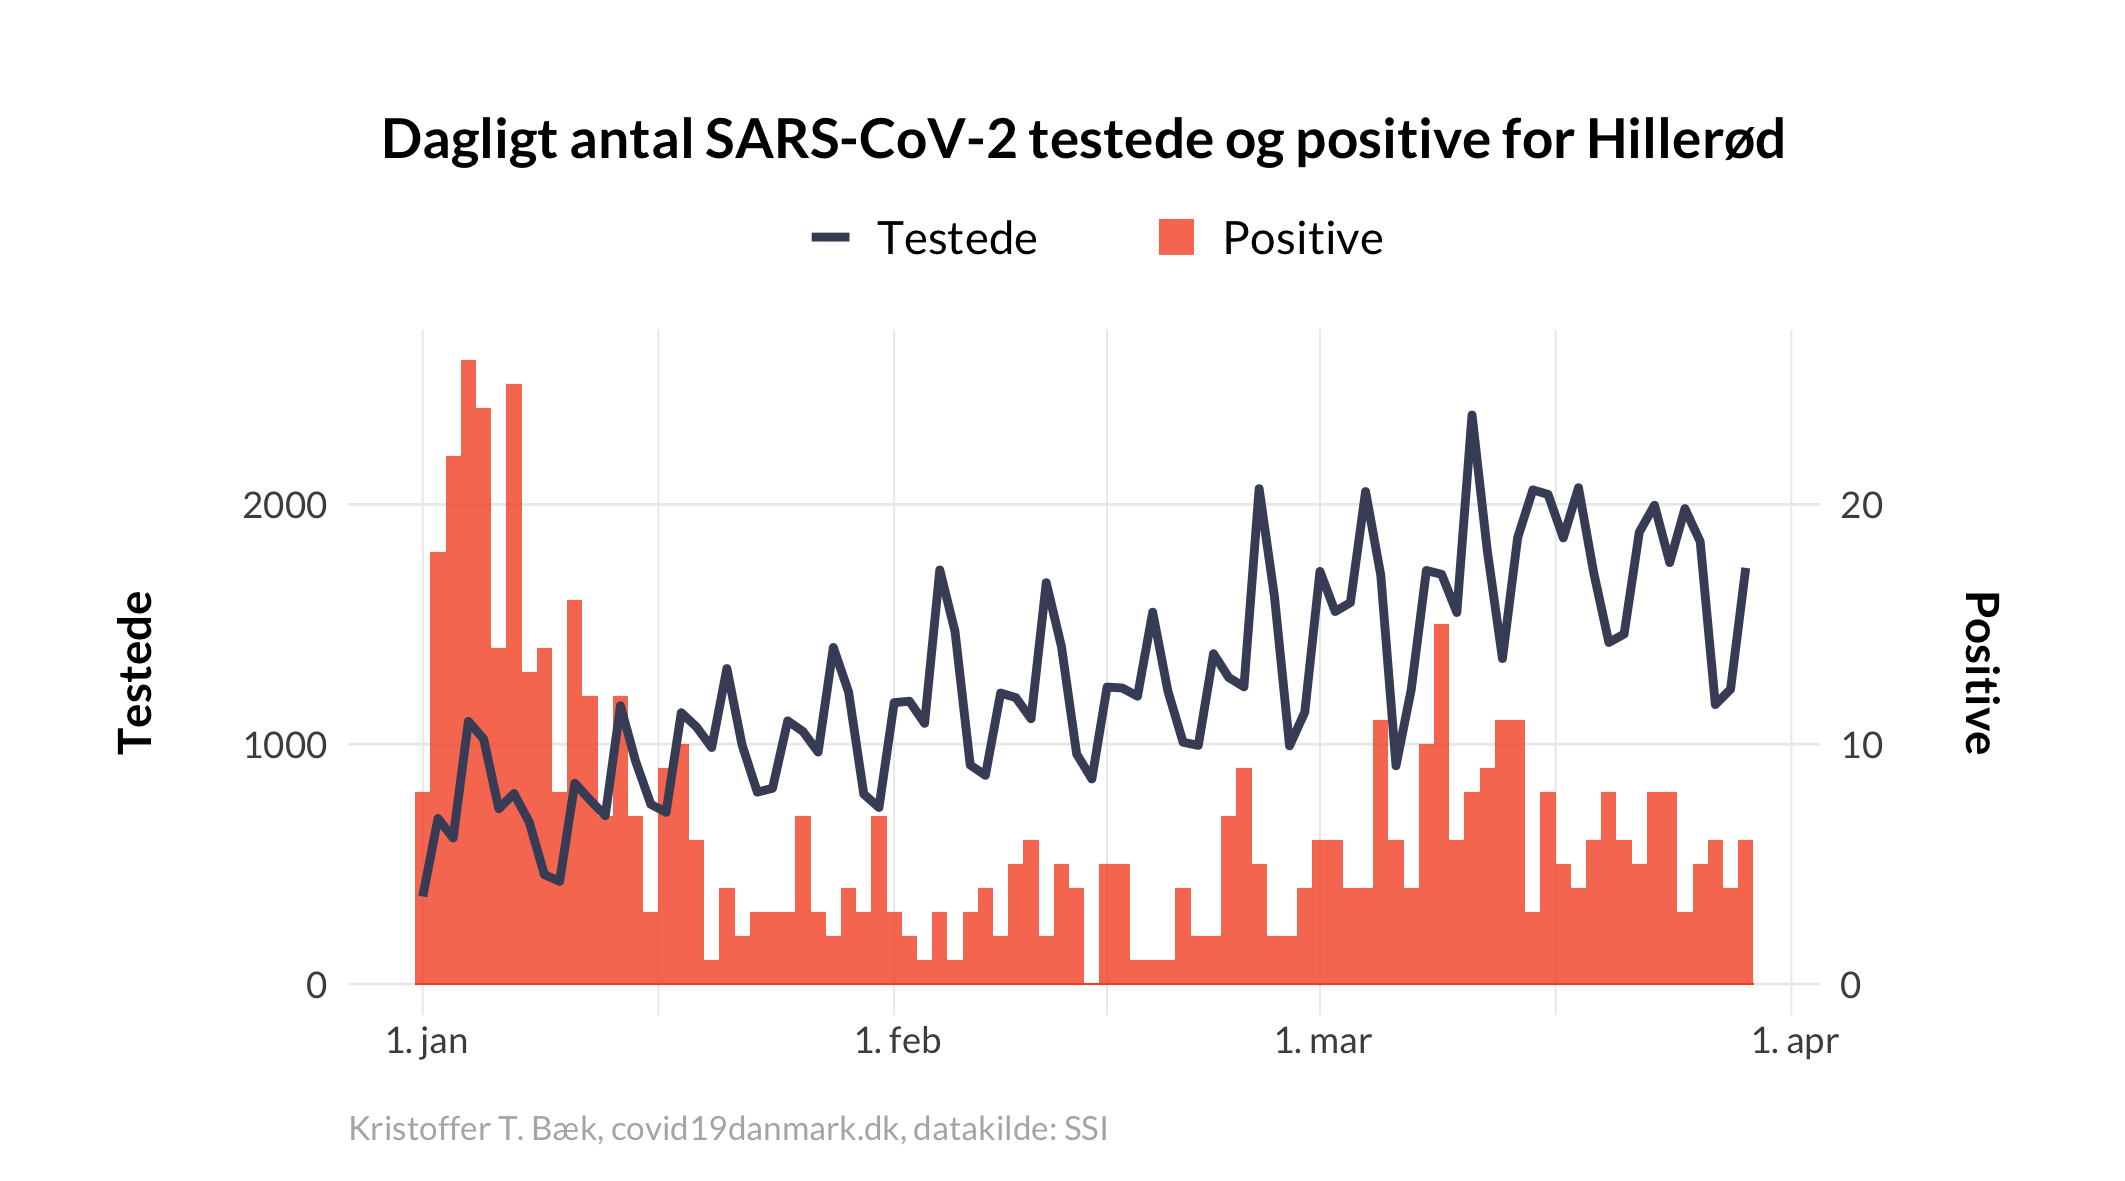 Dagligt antal SARS-CoV-2 testede og positive for Hillerød
Testede Positive
2000 20
1000 10
0 0
Testede
Positive
1. jan 1. feb 1. mar 1. apr
Kristoffer T. Bæk, covid19danmark.dk, datakilde: SSI